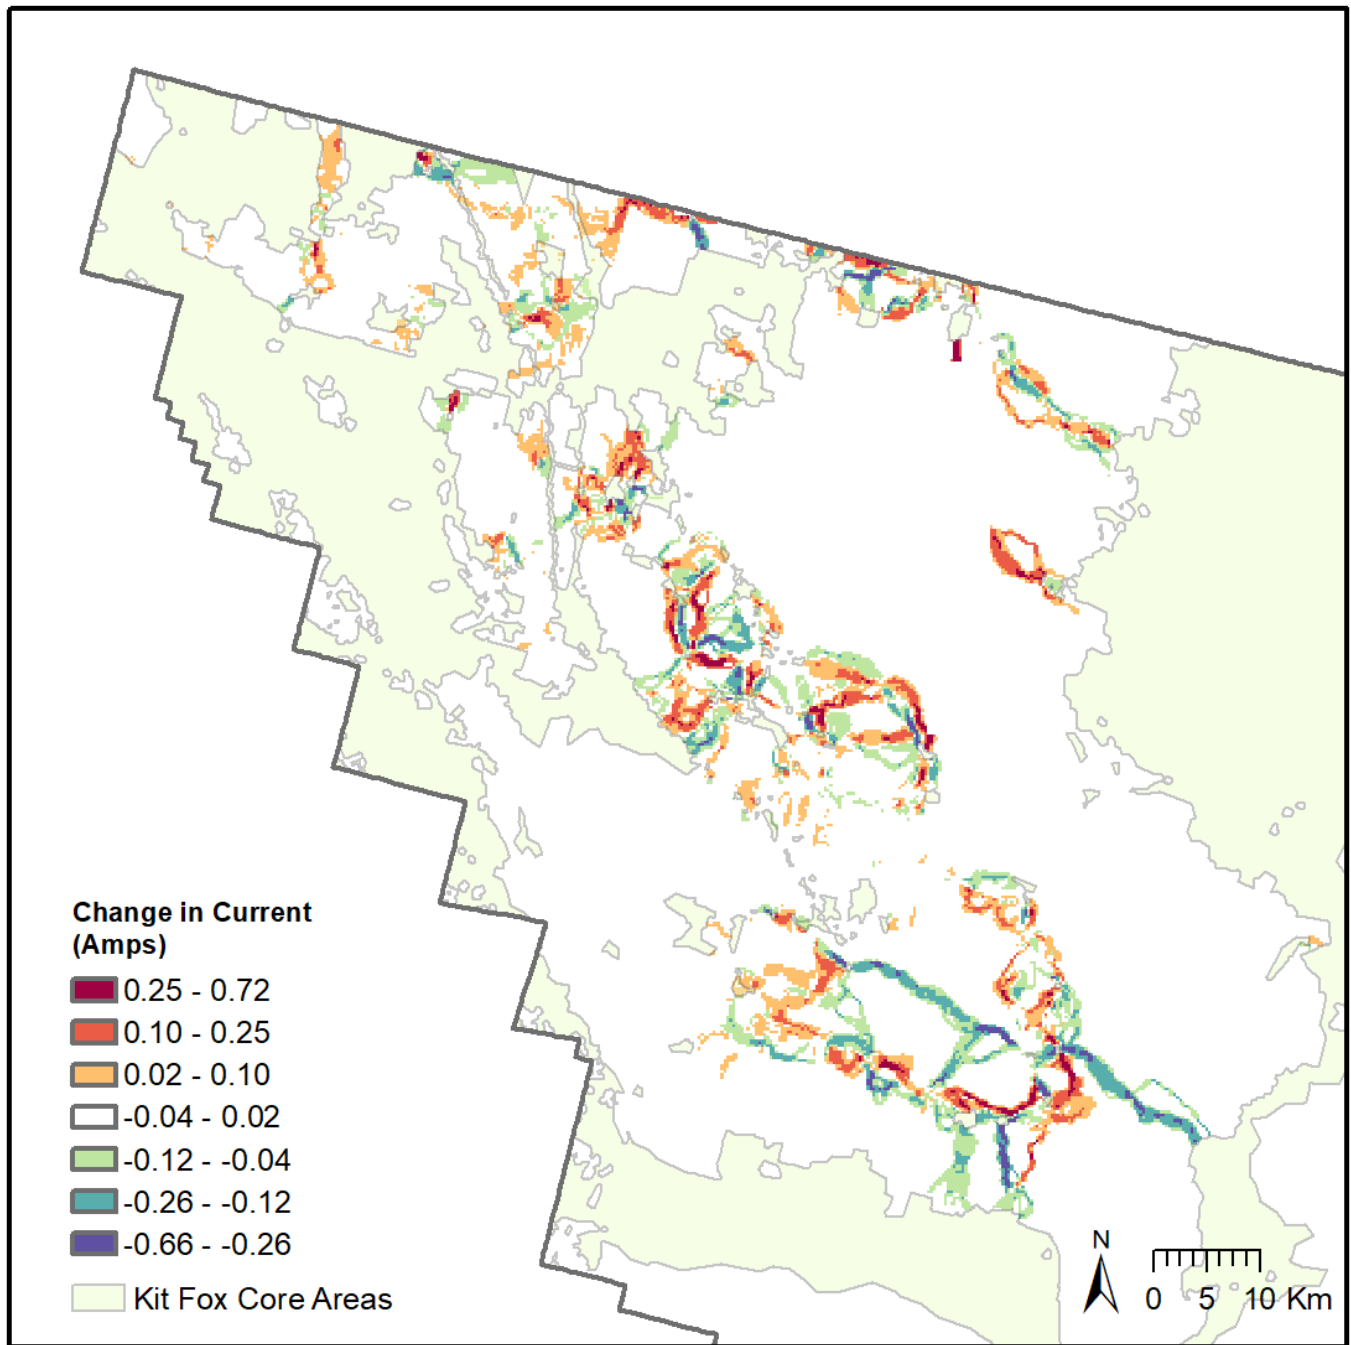 Change in Current
(Amps)
0.25 - 0.72
0.10 - 0.25
0.02 - 0.10
-0.04 - 0.02
-0.12 - -0.04
-0.26 - -0.12
-0.66 - -0.26
Kit Fox Core Areas
N
0 5 10 Km